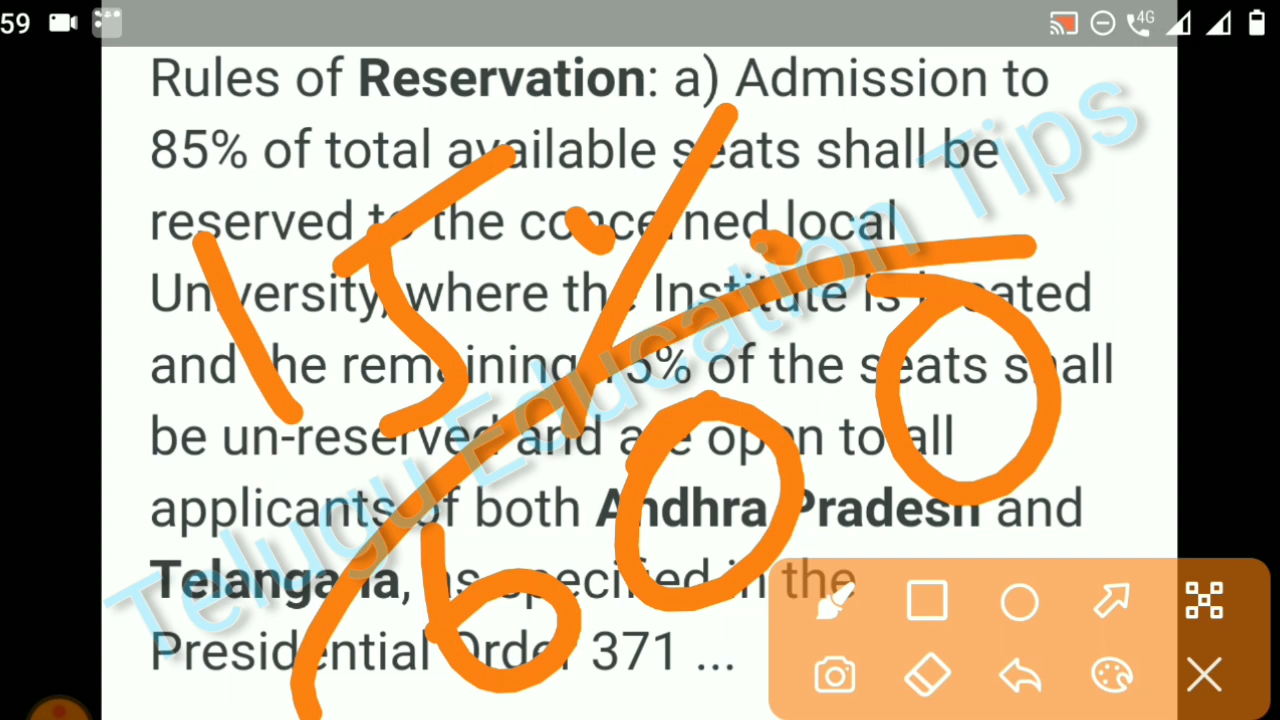 59
4G
Rules of Reservation: a) Admission to
85% of total available seats shall be
reserved to the concerned local
University, where the Institute is located
and the remaining 15% of the seats shall
be un-reserved and are open to all
applicants of both Andhra Pradesh and
Telangana, as specified in the
Presidential Order 371 ...
Telugu Education Tips
15%
600